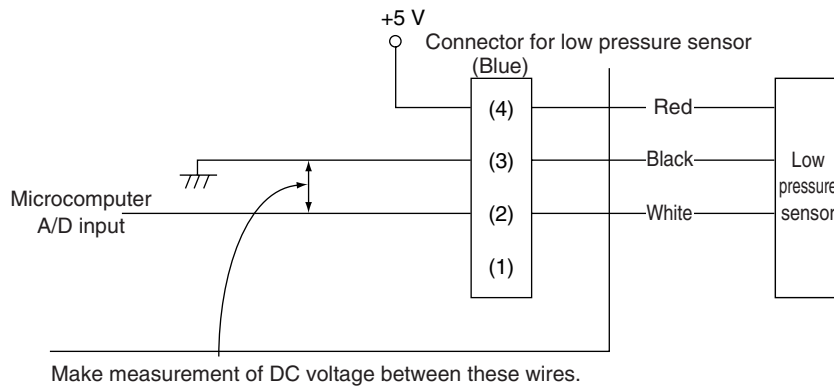 +5 V
Connector for low pressure sensor
(Blue)
(4)
Red
(3)
Black
Low
pressure
sensor
Microcomputer
A/D input
(2)
White
(1)
Make measurement of DC voltage between these wires.